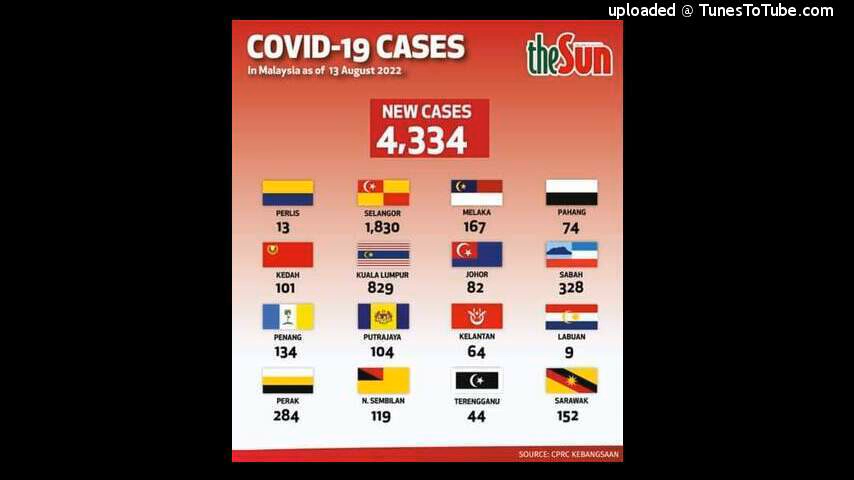 uploaded @ TunesToTube.com
COVID-19 CASES
In Malaysia as of 13 August 2022
theSun
NEW CASES
4,334
PERLIS SELANGOR MELAKA PAHANG
13 1,830 167 74
KEDAH KUALA LUMPUR JOHOR SABAH
101 829 82 328
PENANG PUTRAJAYA KELANTAN LABUAN
134 104 64 9
PERAK N. SEMBILAN TERENGGANU SARAWAK
284 119 44 152
SOURCE: CPRC KEBANGSAAN